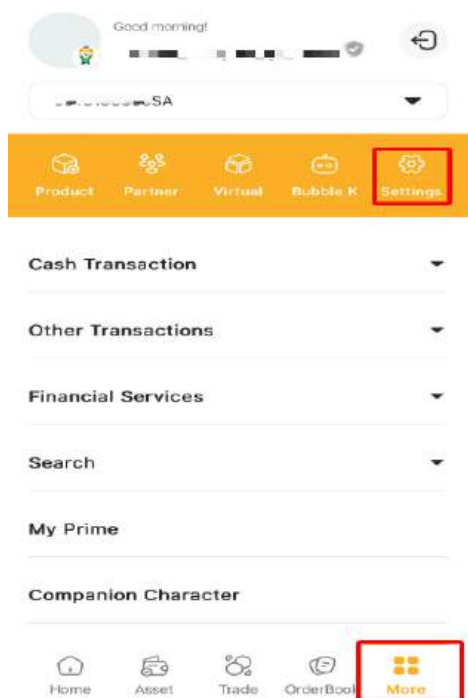 Good morning!
SA
Product Partner Virtual Bubble K Settings
Cash Transaction
Other Transactions
Financial Services
Search
My Prime
Companion Character
Home Asset Trade OrderBook More